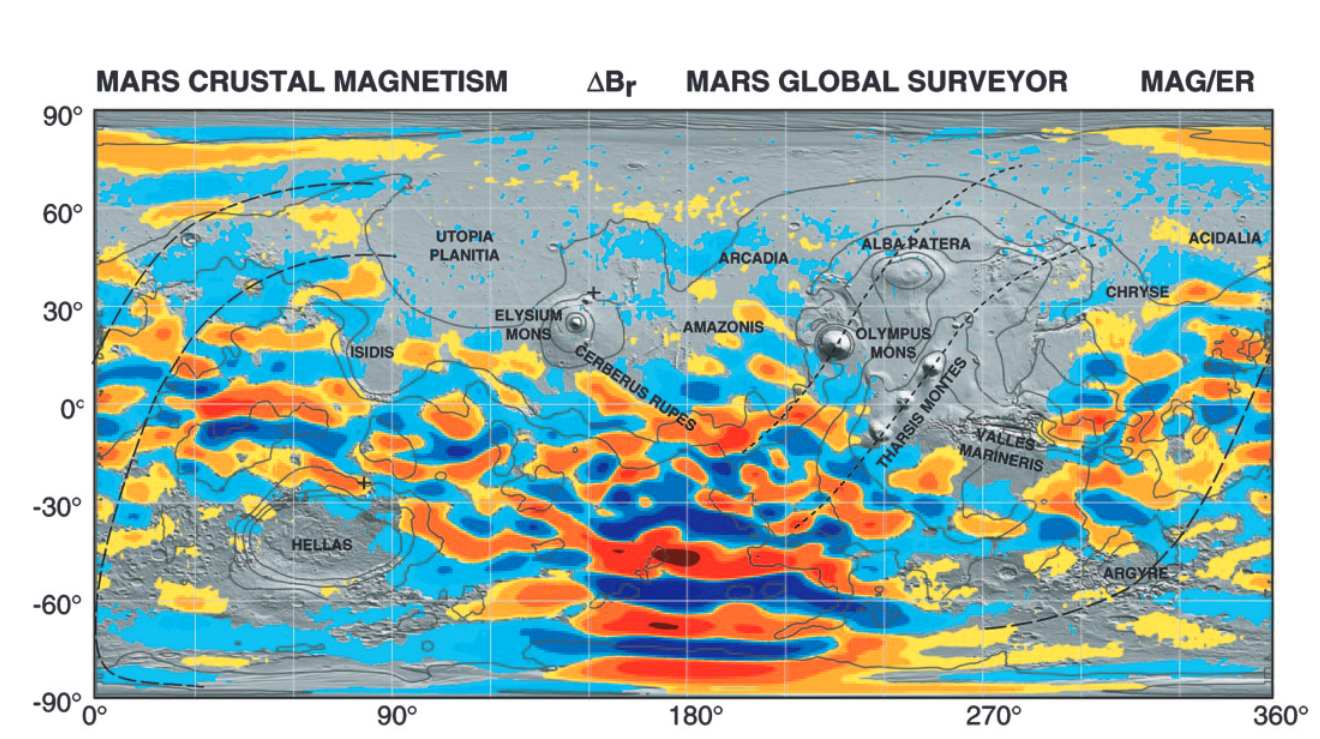 MARS CRUSTAL MAGNETISM ΔBr MARS GLOBAL SURVEYOR MAG/ER
90°
60°
30°
0°
-30°
-60°
-90°
UTOPIA
PLANITIA
ARCADIA
ALBA PATERA
ACIDALIA
CHRYSE
ELYSIUM
MONS
AMAZONIS
OLYMPUS
MONS
ISIDIS
CERBERUS RUPES
THARSIS MONTES
VALLES
MARINERIS
HELLAS
ARGYRE
0° 90° 180° 270° 360°